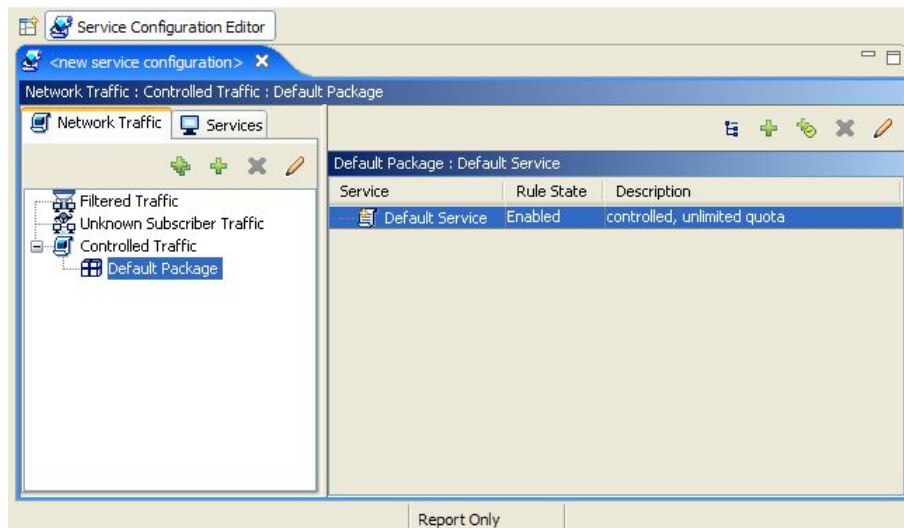 Service Configuration Editor
<new service configuration>
Network Traffic : Controlled Traffic : Default Package
Network Traffic
Services
Filtered Traffic
Unknown Subscriber Traffic
Controlled Traffic
Default Package
Default Package : Default Service
Service Rule State Description
Default Service Enabled controlled, unlimited quota
Report Only